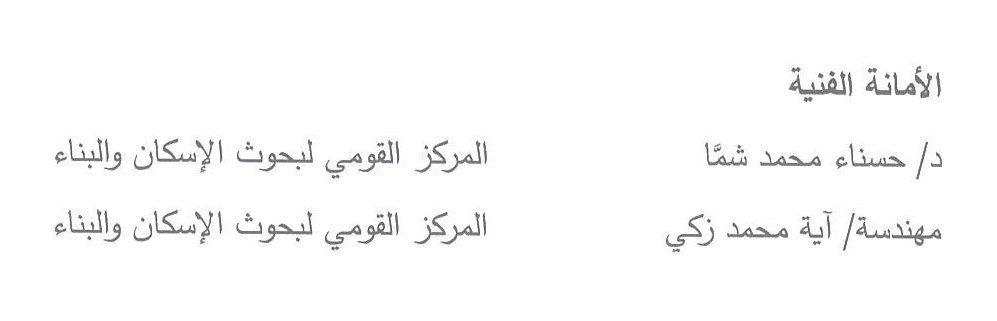 الأمانة الفنية
د/ حسناء محمد شمَّا المركز القومي لبحوث الإسكان والبناء
مهندسة/ آية محمد زكي المركز القومي لبحوث الإسكان والبناء